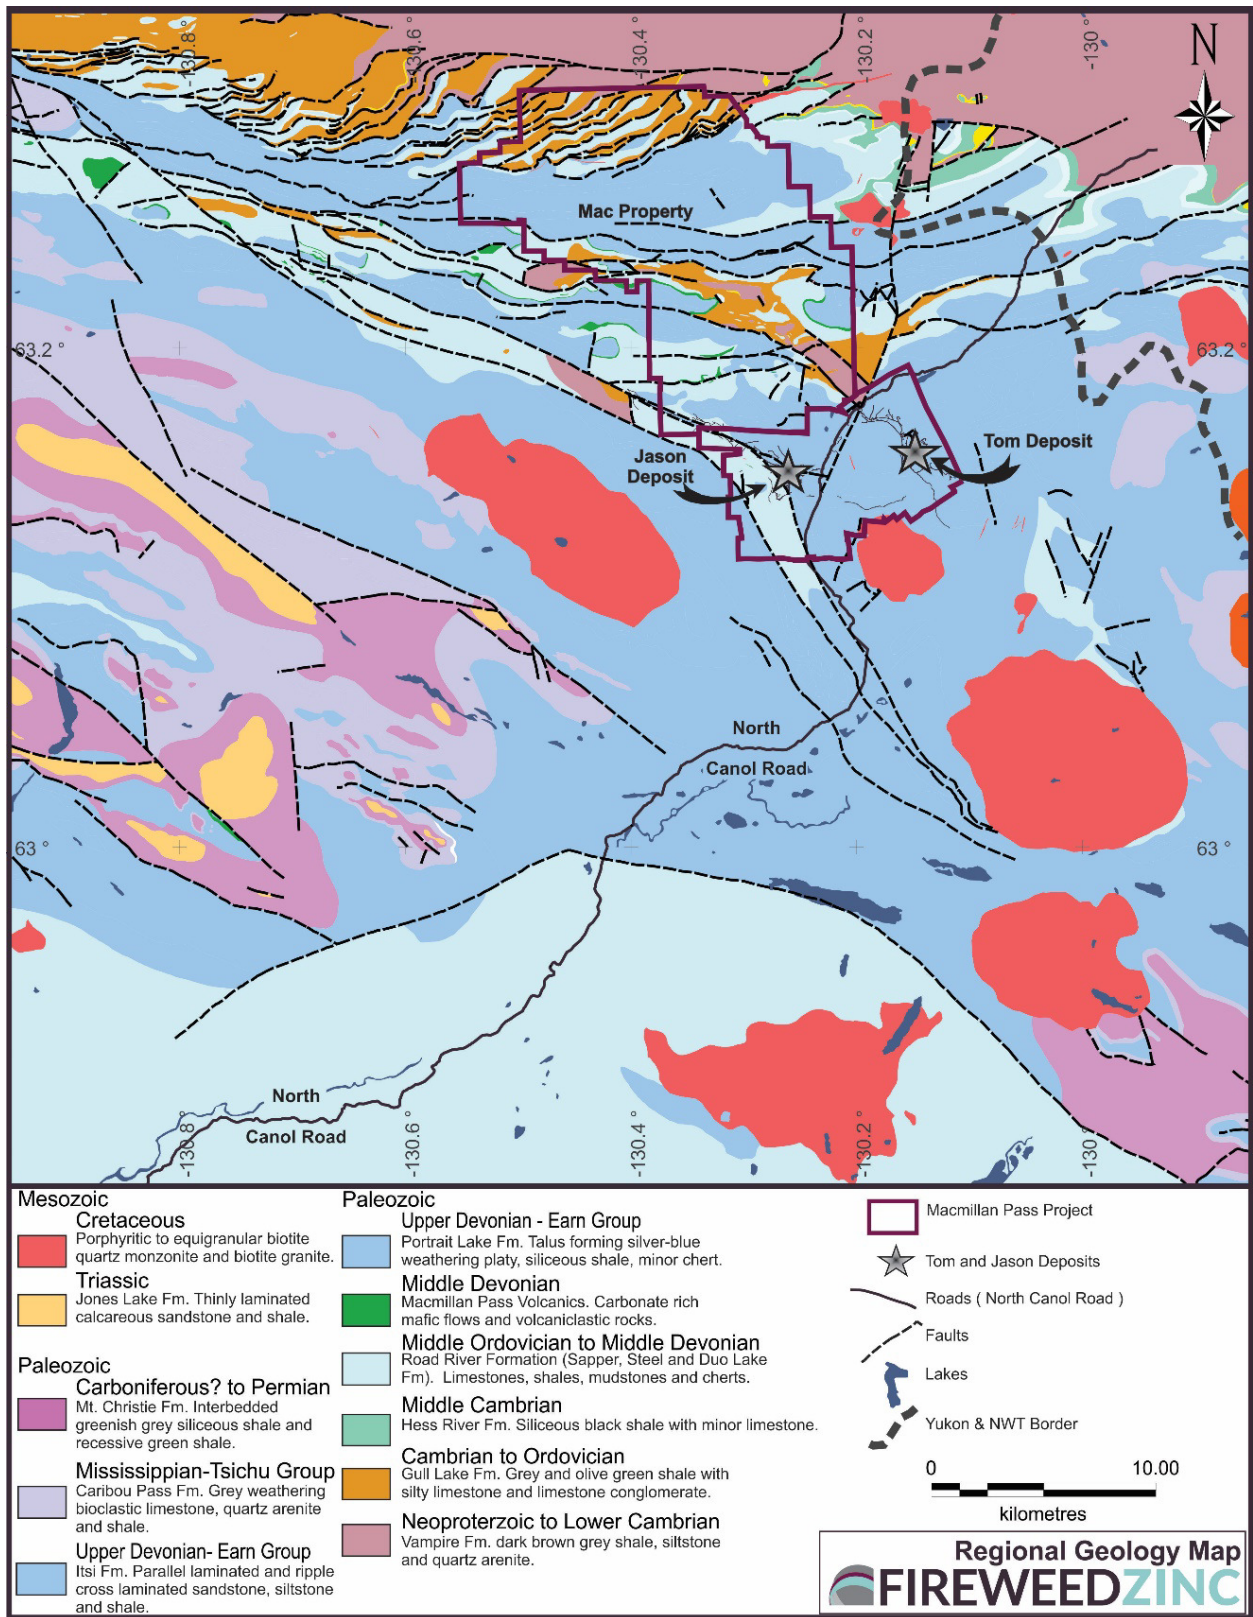 -130.8 °
-130.6 °
-130.4 °
-130.2 °
-130 °
N
Mac Property
63.2 °
63.2 °
Jason
Deposit
Tom Deposit
North
Canol Road
63 °
63 °
North
Canol Road
-130.8 °
-130.6 °
-130.4 °
-130.2 °
-130 °
Mesozoic
Cretaceous
Porphyritic to equigranular biotite
quartz monzonite and biotite granite.
Triassic
Jones Lake Fm. Thinly laminated
calcareous sandstone and shale.
Paleozoic
Carboniferous? to Permian
Mt. Christie Fm. Interbedded
greenish grey siliceous shale and
recessive green shale.
Mississippian-Tsichu Group
Caribou Pass Fm. Grey weathering
bioclastic limestone, quartz arenite
and shale.
Upper Devonian- Earn Group
Itsi Fm. Parallel laminated and ripple
cross laminated sandstone, siltstone
and shale.
Paleozoic
Upper Devonian - Earn Group
Portrait Lake Fm. Talus forming silver-blue
weathering platy, siliceous shale, minor chert.
Middle Devonian
Macmillan Pass Volcanics. Carbonate rich
mafic flows and volcaniclastic rocks.
Middle Ordovician to Middle Devonian
Road River Formation (Sapper, Steel and Duo Lake
Fm). Limestones, shales, mudstones and cherts.
Middle Cambrian
Hess River Fm. Siliceous black shale with minor limestone.
Cambrian to Ordovician
Gull Lake Fm. Grey and olive green shale with
silty limestone and limestone conglomerate.
Neoproterzoic to Lower Cambrian
Vampire Fm. dark brown grey shale, siltstone
and quartz arenite.
Macmillan Pass Project
Tom and Jason Deposits
Roads ( North Canol Road )
Faults
Lakes
Yukon & NWT Border
0 10.00
kilometres
Regional Geology Map
FIREWEEDZINC